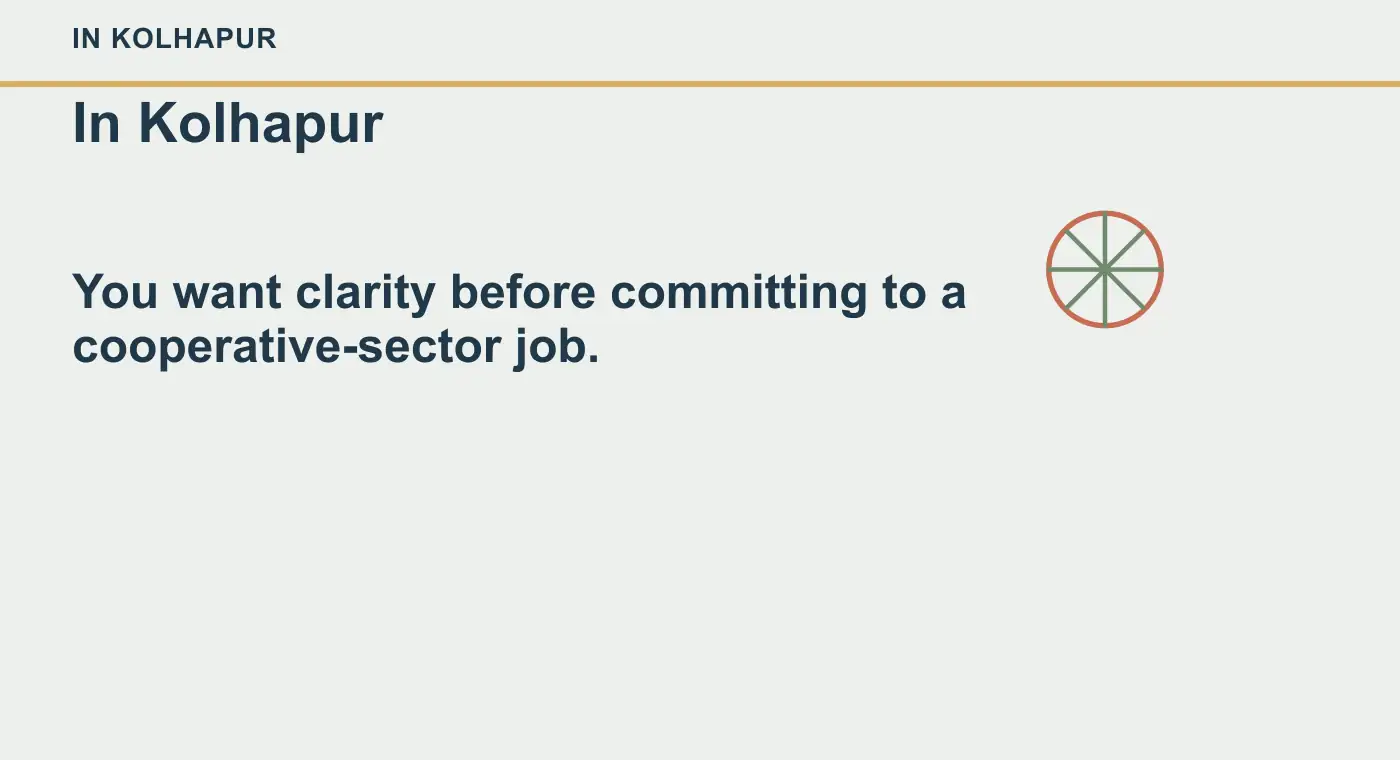 IN KOLHAPUR
In Kolhapur
You want clarity before committing to a
cooperative-sector job.